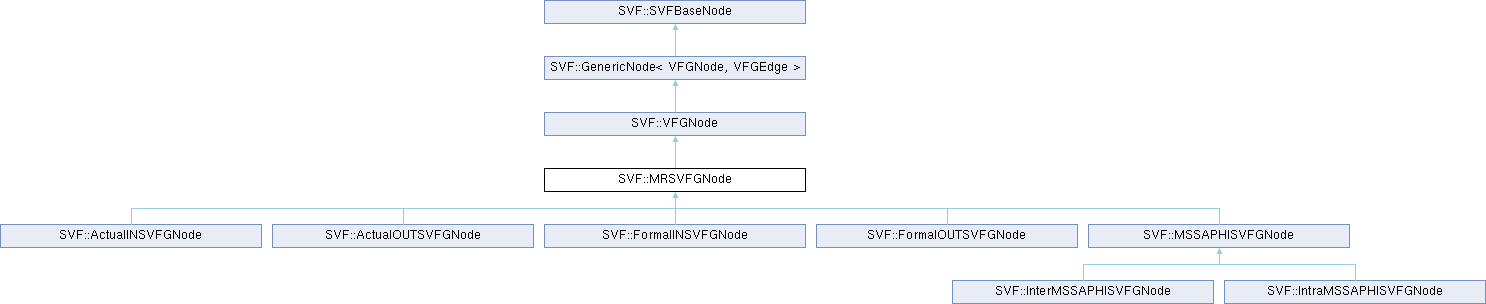 SVF::SVFBaseNode
SVF::GenericNode< VFGNode, VFGEdge >
SVF::VFGNode
SVF::MRSVFGNode
SVF::ActualINSVFGNode
SVF::ActualOUTSVFGNode
SVF::FormalINSVFGNode
SVF::FormalOUTSVFGNode
SVF::MSSAPHISVFGNode
SVF::InterMSSAPHISVFGNode
SVF::IntraMSSAPHISVFGNode